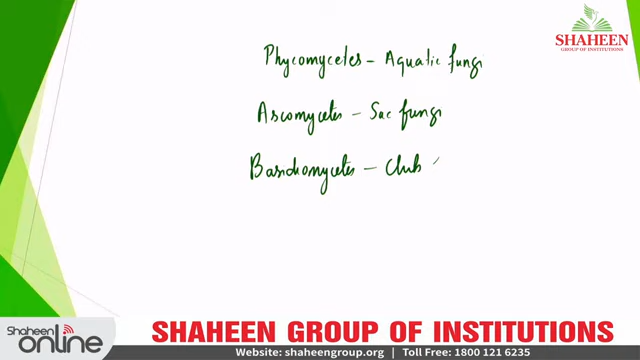 SHAHEEN
GROUP OF INSTITUTIONS
Phycomycetes – Aquatic fungi
Ascomycetes – Sac fungi
Basidiomycetes – Club
Shaheen
online
SHAHEEN GROUP OF INSTITUTIONS
Website: shaheengroup.org | Toll Free: 1800 121 6235